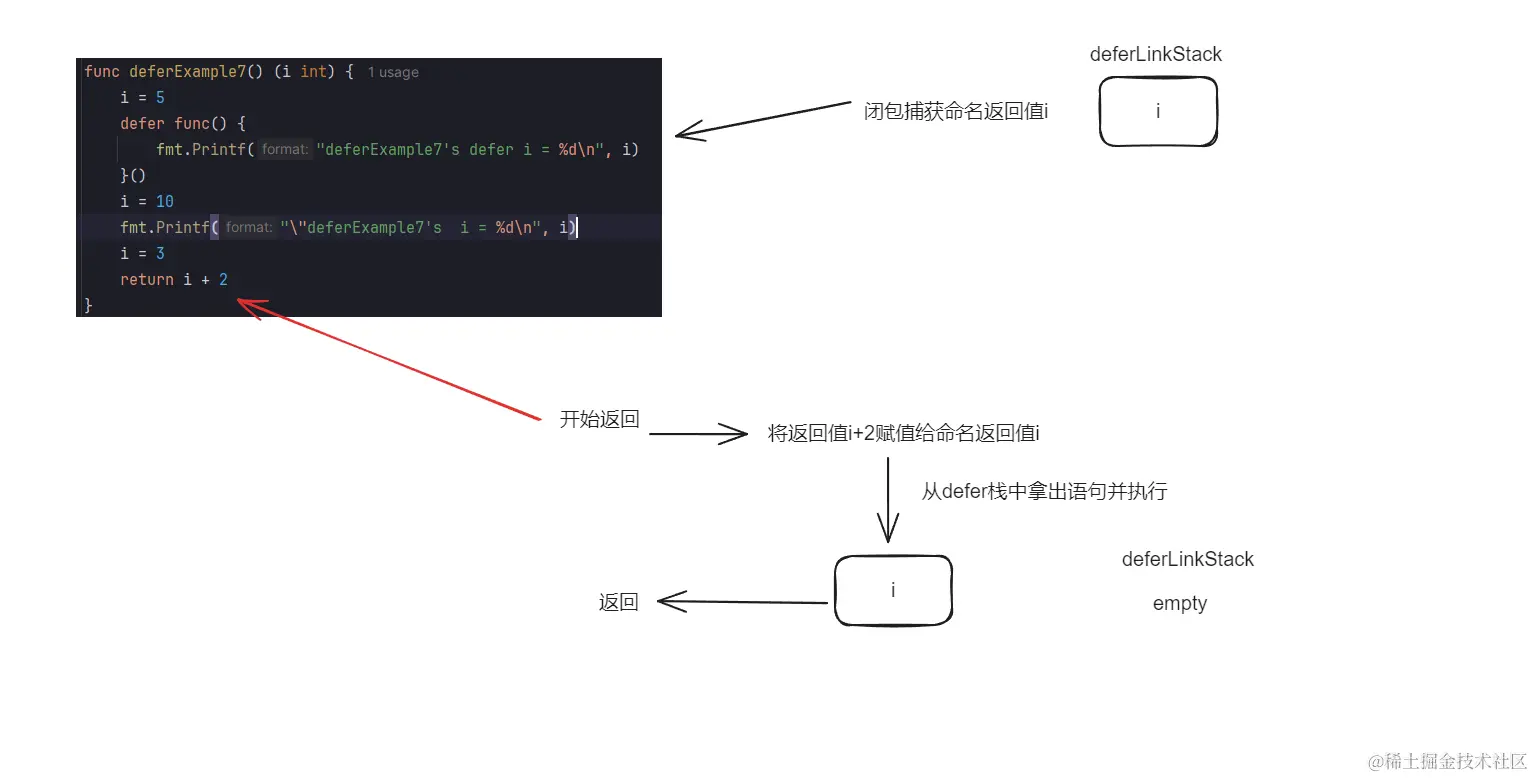 func deferExample7() (i int) { 1 usage
    i = 5
    defer func() {
        fmt.Printf( format: "deferExample7's defer i = %d\n", i)
    }()
    i = 10
    fmt.Printf( format: "\"deferExample7's  i = %d\n", i)
    i = 3
    return i + 2
}
闭包捕获命名返回值i
deferLinkStack
i
开始返回
将返回值i+2赋值给命名返回值i
从defer栈中拿出语句并执行
i
返回
deferLinkStack
empty
@稀土掘金技术社区